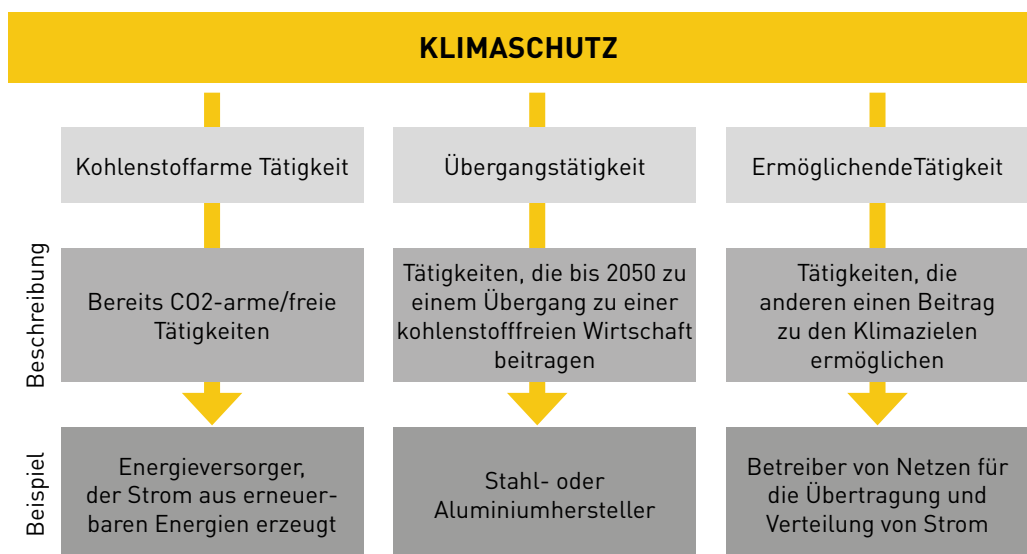 KLIMASCHUTZ
Kohlenstoffarme Tätigkeit
Übergangstätigkeit
ErmöglichendeTätigkeit
Beschreibung
Bereits CO2-arme/freie
Tätigkeiten
Tätigkeiten, die bis 2050 zu
einem Übergang zu einer
kohlenstofffreien Wirtschaft
beitragen
Tätigkeiten, die
anderen einen Beitrag
zu den Klimazielen
ermöglichen
Beispiel
Energieversorger,
der Strom aus erneuer-
baren Energien erzeugt
Stahl- oder
Aluminiumhersteller
Betreiber von Netzen für
die Übertragung und
Verteilung von Strom